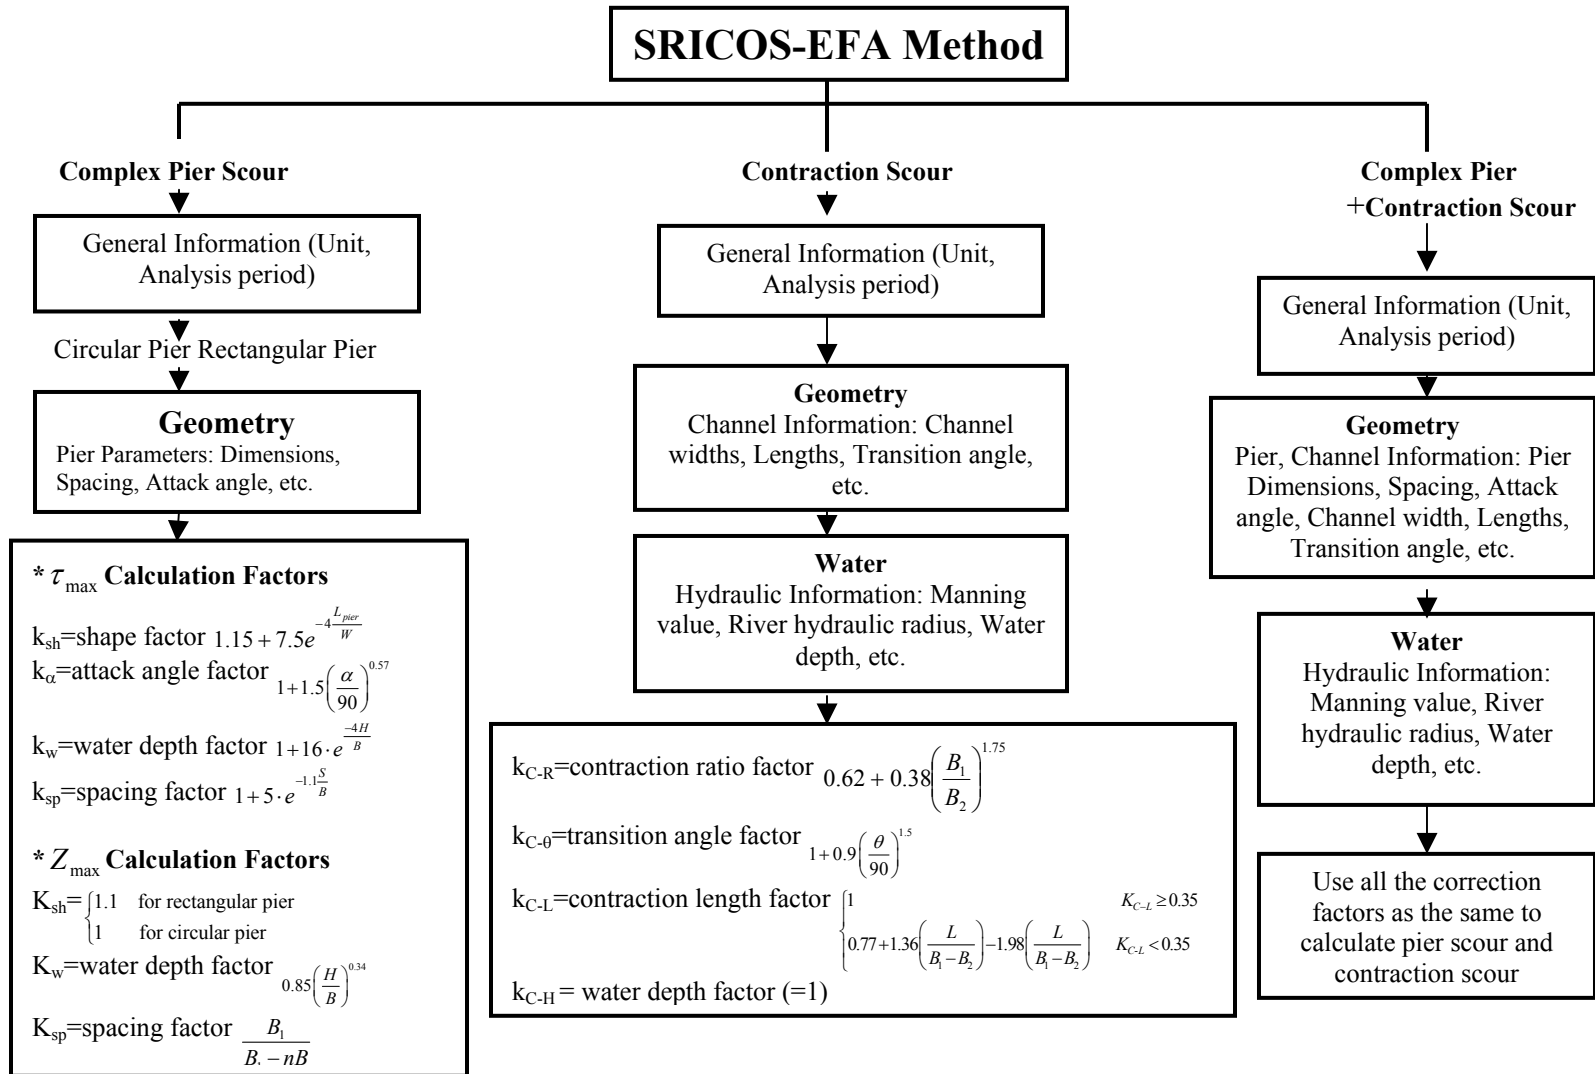 SRICOS-EFA Method
Complex Pier Scour
General Information (Unit,
Analysis period)
Circular Pier Rectangular Pier
Geometry
Pier Parameters: Dimensions,
Spacing, Attack angle, etc.
* τmax Calculation Factors
ksh=shape factor 1.15 + 7.5e^(-4 Lpier/W)
kα=attack angle factor 1+1.5(α/90)^0.57
kw=water depth factor 1+16·e^(-4H/B)
ksp=spacing factor 1+5·e^(-1.1 S/B)
* Zmax Calculation Factors
Ksh= {1.1 for rectangular pier
1 for circular pier
Kw=water depth factor 0.85(H/B)^0.34
Ksp=spacing factor B1/(B. − nB)
Contraction Scour
General Information (Unit,
Analysis period)
Geometry
Channel Information: Channel
widths, Lengths, Transition angle,
etc.
Water
Hydraulic Information: Manning
value, River hydraulic radius, Water
depth, etc.
kC-R=contraction ratio factor 0.62 + 0.38(B1/B2)^1.75
kC-θ=transition angle factor 1+0.9(θ/90)^1.5
kC-L=contraction length factor {1 KC-L ≥0.35
0.77+1.36(L/(B1−B2))−1.98(L/(B1−B2)) KC-L <0.35
kC-H = water depth factor (=1)
Complex Pier
+Contraction Scour
General Information (Unit,
Analysis period)
Geometry
Pier, Channel Information: Pier
Dimensions, Spacing, Attack
angle, Channel width, Lengths,
Transition angle, etc.
Water
Hydraulic Information:
Manning value, River
hydraulic radius, Water
depth, etc.
Use all the correction
factors as the same to
calculate pier scour and
contraction scour